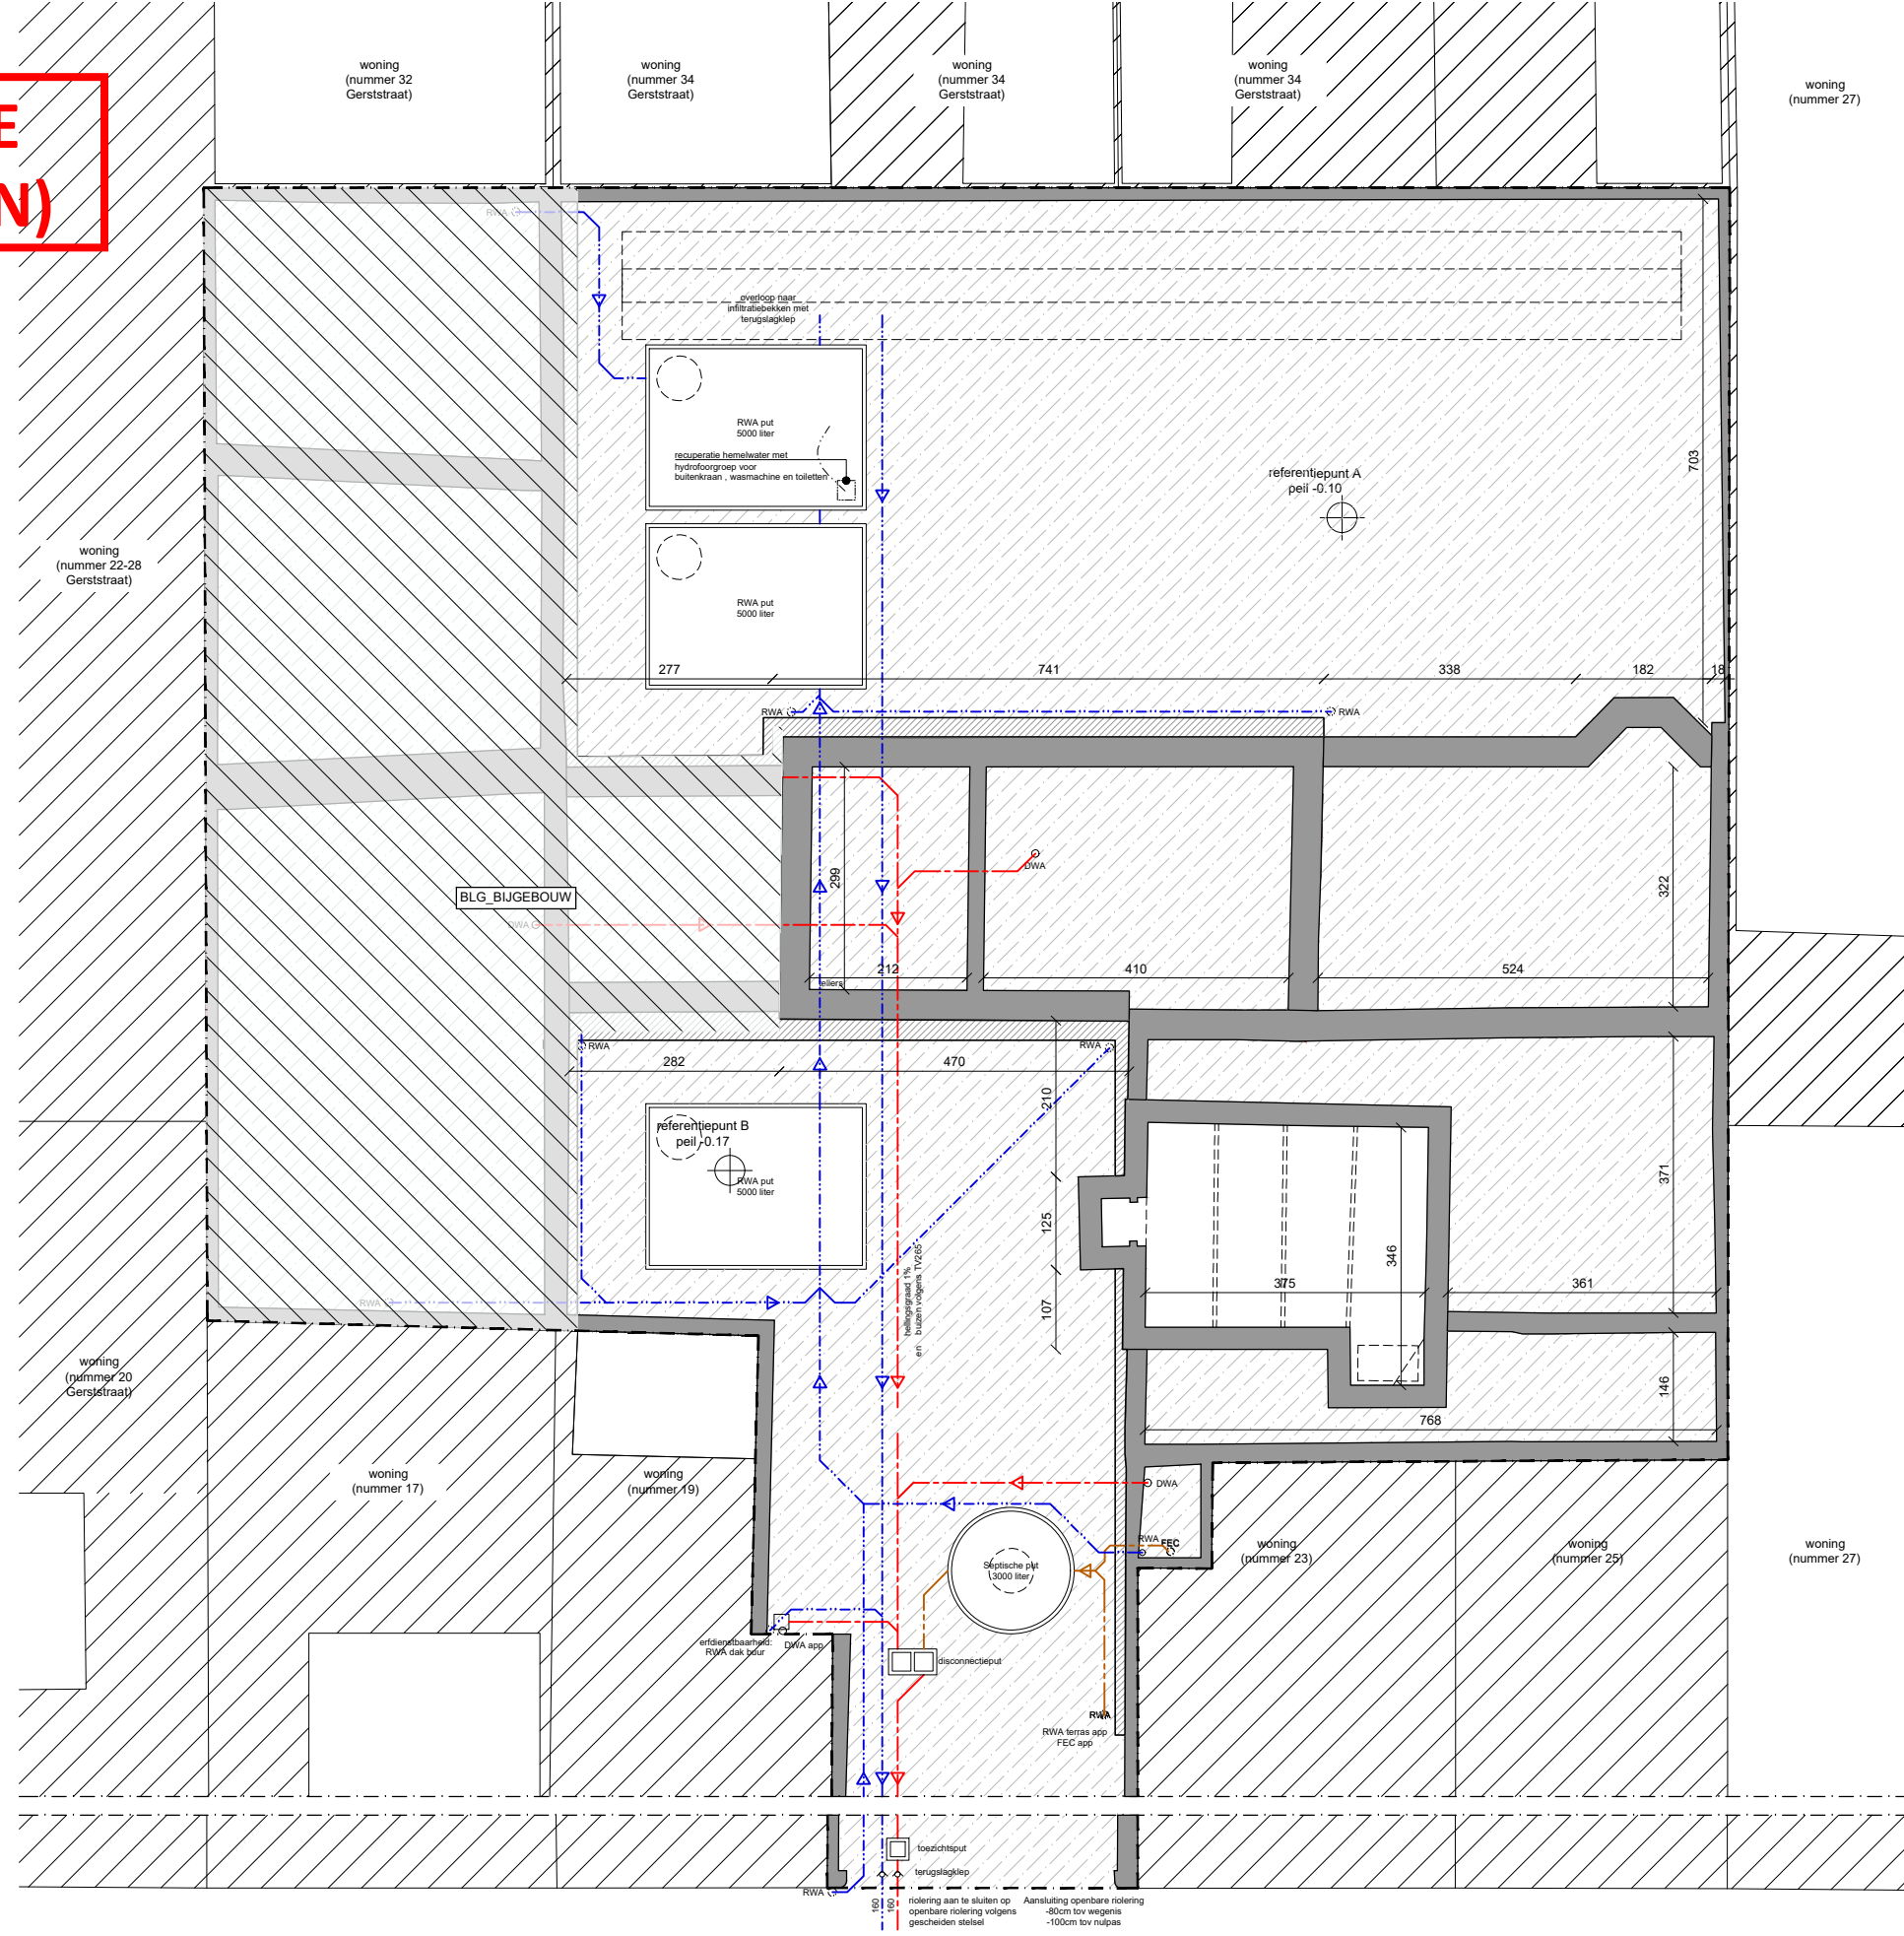 woning
(nummer 32
Gerststraat)
woning
(nummer 34
Gerststraat)
woning
(nummer 34
Gerststraat)
woning
(nummer 34
Gerststraat)
woning
(nummer 27)
E
N)
RWA
overloop naar
infiltratiebekken met
terugslagklep
RWA put
5000 liter
recuperatie hemelwater met
hydrofoorgroep voor
buitenkraan , wasmachine en toiletten
referentiepunt A
peil -0.10
703
woning
(nummer 22-28
Gerststraat)
RWA put
5000 liter
277
741
338
182
18
RWA
RWA
299
DWA
322
BLG_BIJGEBOUW
DWA
212
410
524
RWA
RWA
282
470
210
referentiepunt B
peil -0.17
RWA put
5000 liter
125
371
346
375
361
hellingsgraad 1%
en buizen volgens TV265
107
RWA
woning
(nummer 20
Gerststraat)
146
768
woning
(nummer 17)
woning
(nummer 19)
DWA
RWA
FEC
woning
(nummer 23)
woning
(nummer 25)
woning
(nummer 27)
Septische put
3000 liter
erfdienstbaarheid:
RWA dak buur
DWA app
disconnectieput
RWA
RWA terras app
FEC app
toezichtsput
terugslagklep
RWA
160
160
riolering aan te sluiten op
openbare riolering volgens
gescheiden stelsel
Aansluiting openbare riolering
-80cm tov wegenis
-100cm tov nulpas